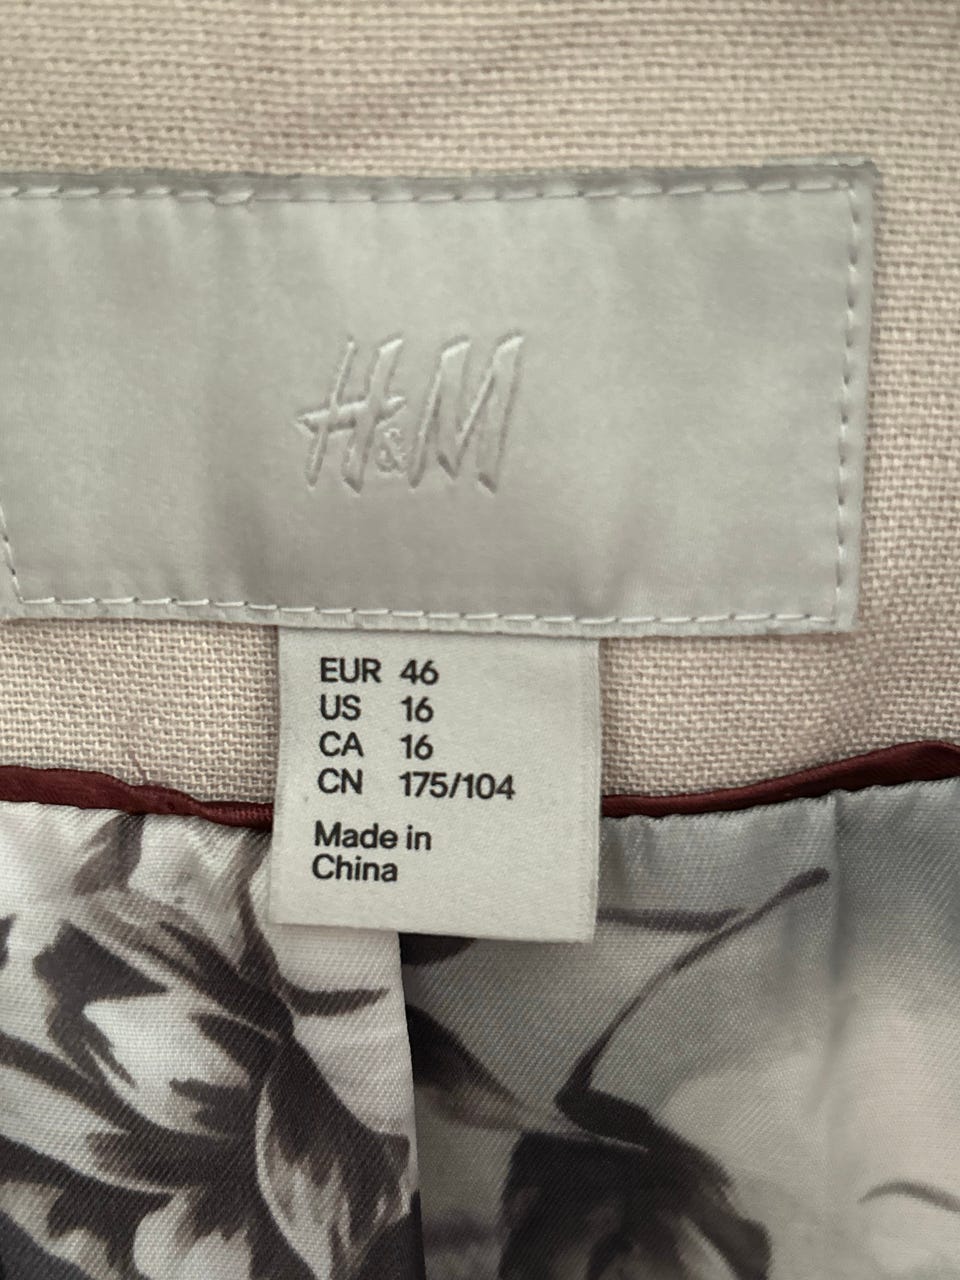 H&M
EUR 46
US 16
CA 16
CN 175/104
Made in
China